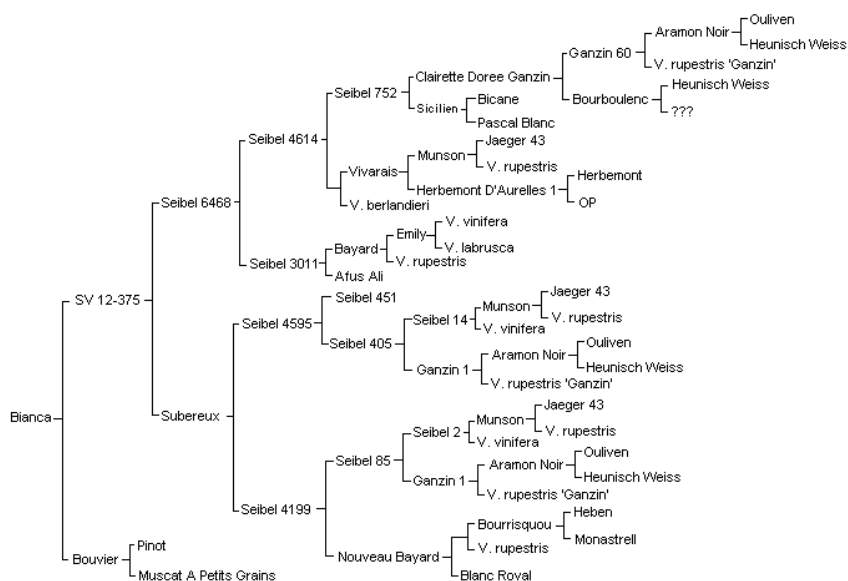 Ouliven
Aramon Noir
Heunisch Weiss
Ganzin 60
V. rupestris 'Ganzin'
Clairette Doree Ganzin
Heunisch Weiss
Bourboulenc
???
Seibel 752
Bicane
Sicilien
Pascal Blanc
Seibel 4614
Jaeger 43
Munson
V. rupestris
Vivarais
Herbemont
Herbemont D'Aurelles 1
OP
V. berlandieri
Seibel 6468
V. vinifera
Emily
V. labrusca
Bayard
V. rupestris
Seibel 3011
Afus Ali
SV 12-375
Seibel 451
Jaeger 43
Munson
V. rupestris
Seibel 14
V. vinifera
Seibel 4595
Seibel 405
Ouliven
Aramon Noir
Heunisch Weiss
Ganzin 1
V. rupestris 'Ganzin'
Bianca
Subereux
Jaeger 43
Munson
V. rupestris
Seibel 2
V. vinifera
Seibel 85
Ouliven
Aramon Noir
Heunisch Weiss
Ganzin 1
V. rupestris 'Ganzin'
Seibel 4199
Heben
Bourrisquou
Monastrell
V. rupestris
Nouveau Bayard
Blanc Royal
Pinot
Bouvier
Muscat A Petits Grains